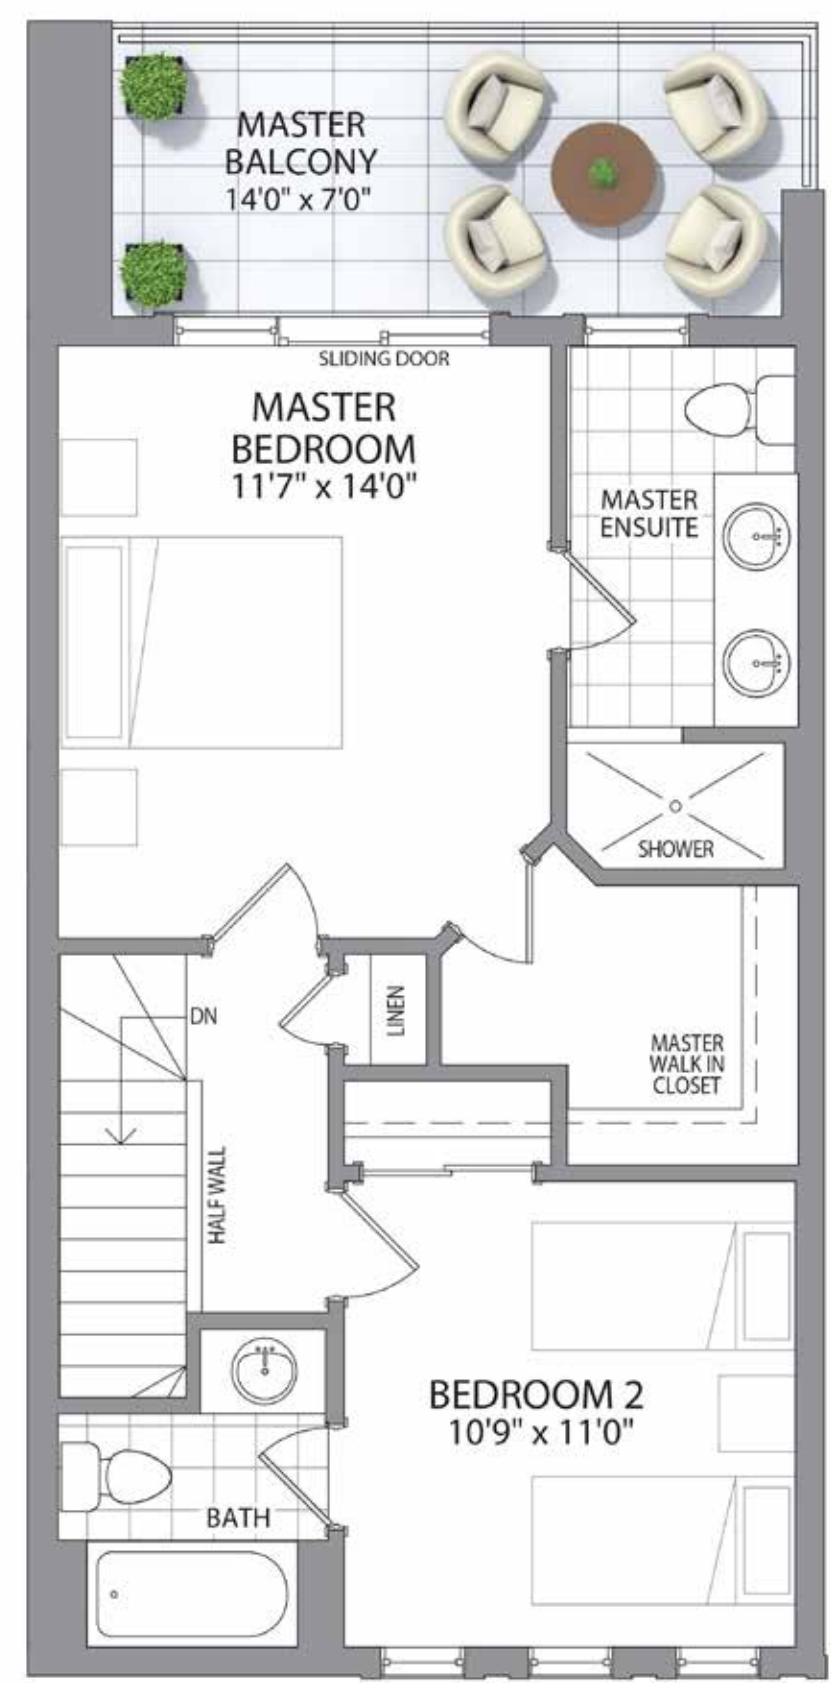 MASTER
BALCONY
14'0" x 7'0"
SLIDING DOOR
MASTER
BEDROOM
11'7" x 14'0"
MASTER
ENSUITE
SHOWER
DN
LINEN
MASTER
WALK IN
CLOSET
HALF WALL
BEDROOM 2
10'9" x 11'0"
BATH